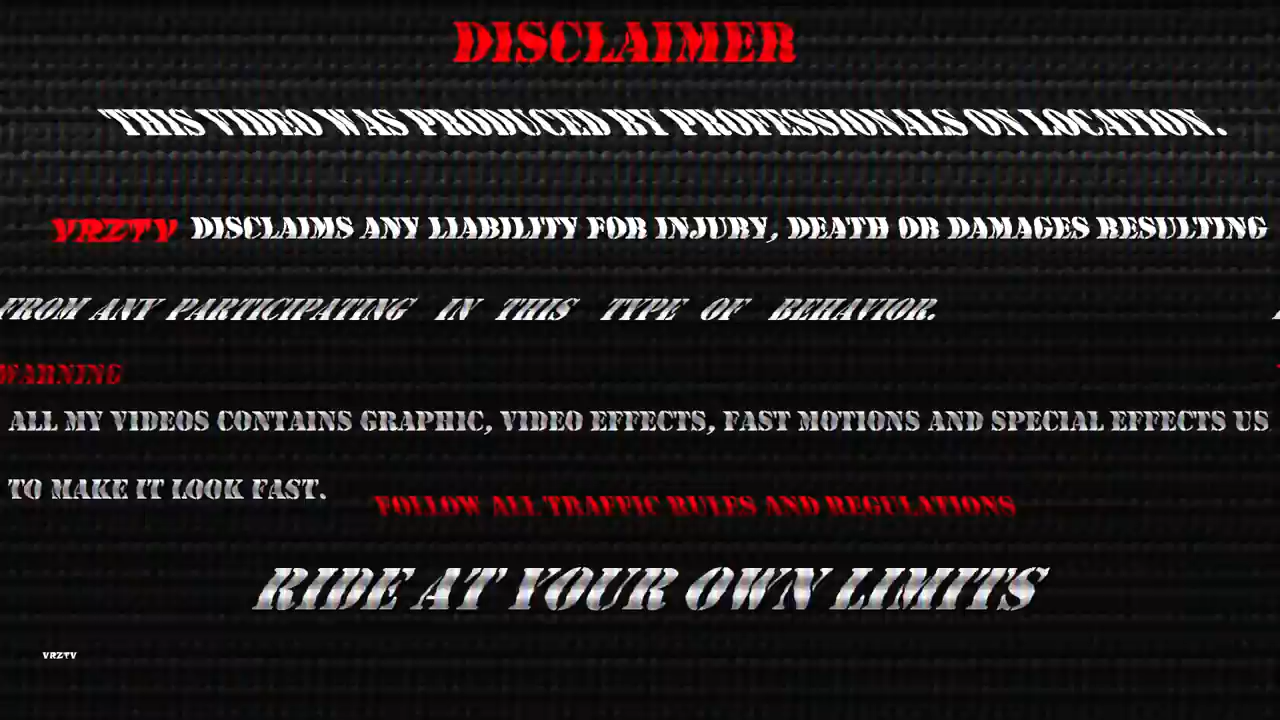 DISCLAIMER
THIS VIDEO WAS PRODUCED BY PROFESSIONALS ON LOCATION.
VRZTV DISCLAIMS ANY LIABILITY FOR INJURY, DEATH OR DAMAGES RESULTING
FROM ANY PARTICIPATING IN THIS TYPE OF BEHAVIOR.
WARNING
ALL MY VIDEOS CONTAINS GRAPHIC, VIDEO EFFECTS, FAST MOTIONS AND SPECIAL EFFECTS US
TO MAKE IT LOOK FAST.
FOLLOW ALL TRAFFIC RULES AND REGULATIONS
RIDE AT YOUR OWN LIMITS
VRZTV